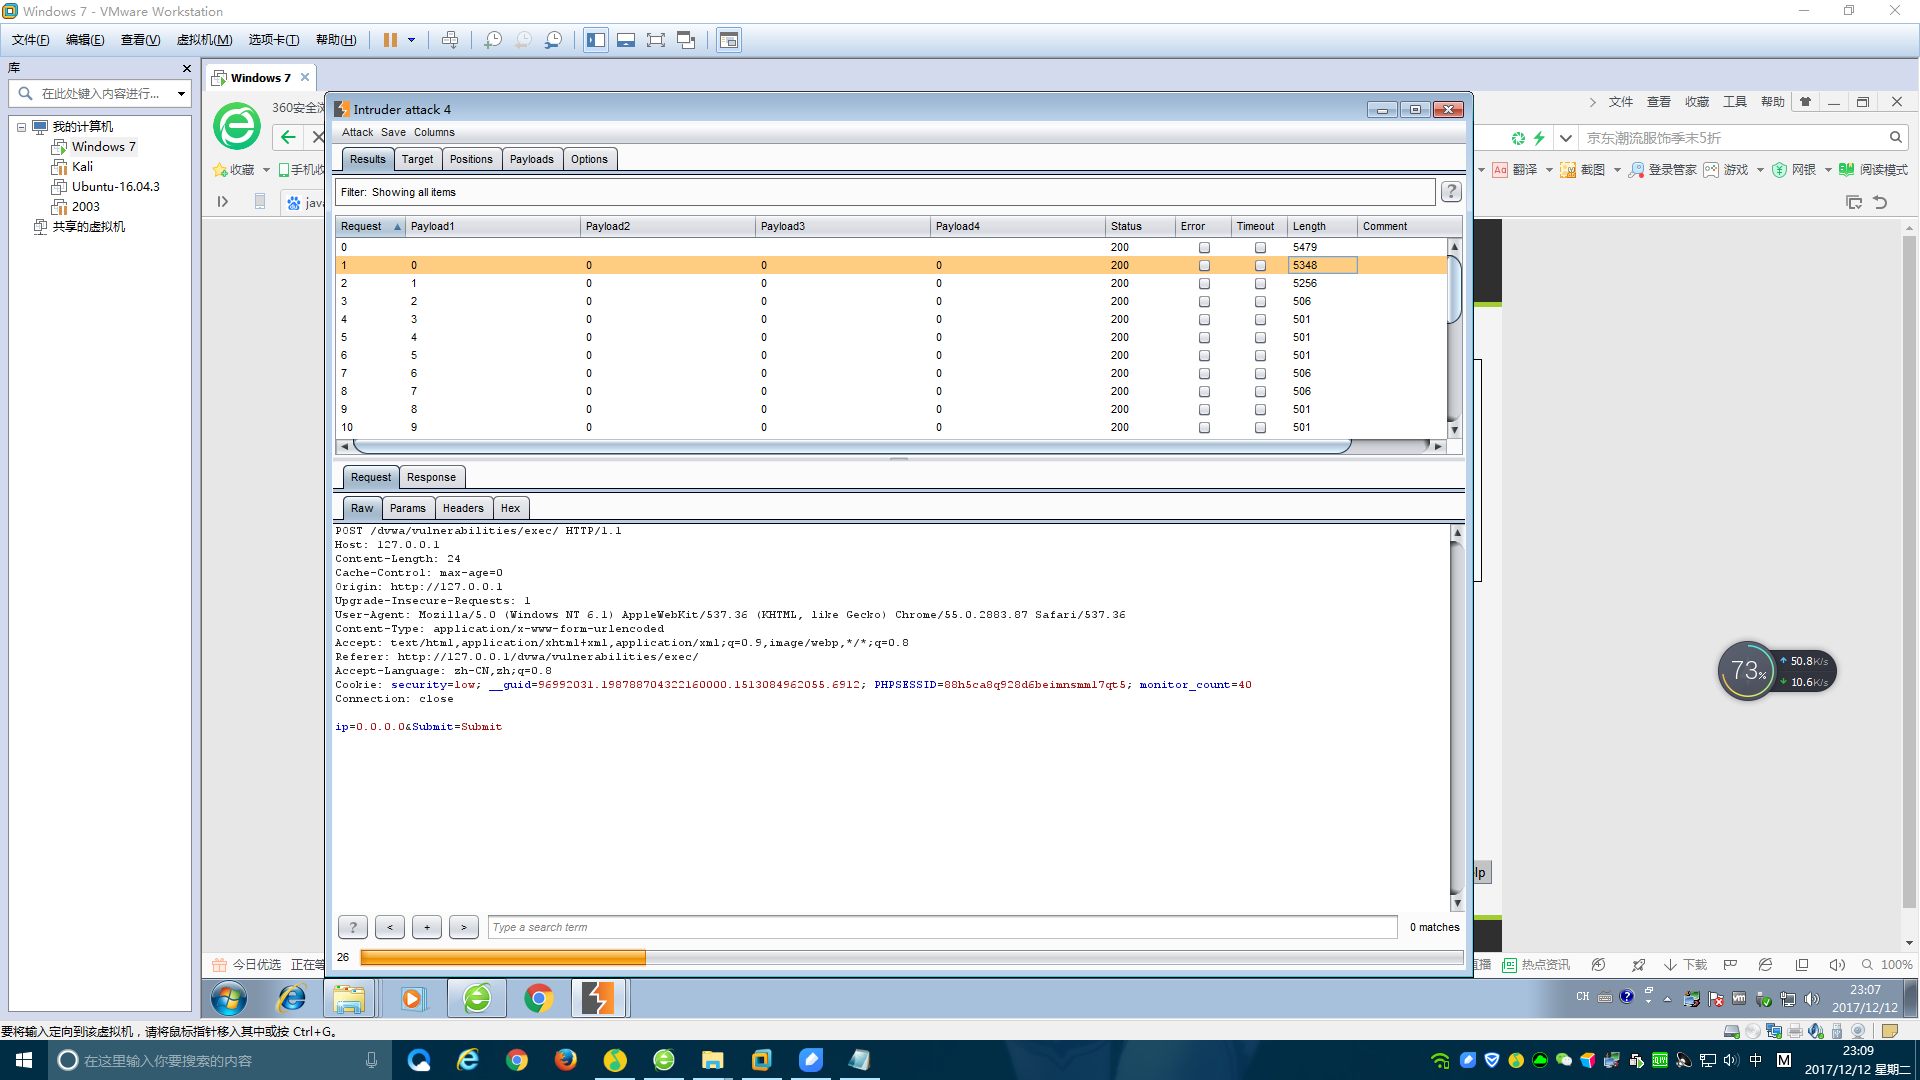 Windows 7 - VMware Workstation
文件(F) 编辑(E) 查看(V) 虚拟机(M) 选项卡(T) 帮助(H)
库
在此处键入内容进行...
我的计算机
Windows 7
Kali
Ubuntu-16.04.3
2003
共享的虚拟机
Windows 7
360安全浏
文件 查看 收藏 工具 帮助
京东潮流服饰季末5折
收藏 手机收
翻译 截图 登录管家 游戏 网银 阅读模式
java
Intruder attack 4
Attack Save Columns
Results Target Positions Payloads Options
Filter: Showing all items
?
Request Payload1 Payload2 Payload3 Payload4 Status Error Timeout Length Comment
0 200 5479
1 0 0 0 0 200 5348
2 1 0 0 0 200 5256
3 2 0 0 0 200 506
4 3 0 0 0 200 501
5 4 0 0 0 200 501
6 5 0 0 0 200 501
7 6 0 0 0 200 506
8 7 0 0 0 200 506
9 8 0 0 0 200 501
10 9 0 0 0 200 501
Request Response
Raw Params Headers Hex
POST /dvwa/vulnerabilities/exec/ HTTP/1.1
Host: 127.0.0.1
Content-Length: 24
Cache-Control: max-age=0
Origin: http://127.0.0.1
Upgrade-Insecure-Requests: 1
User-Agent: Mozilla/5.0 (Windows NT 6.1) AppleWebKit/537.36 (KHTML, like Gecko) Chrome/55.0.2883.87 Safari/537.36
Content-Type: application/x-www-form-urlencoded
Accept: text/html,application/xhtml+xml,application/xml;q=0.9,image/webp,*/*;q=0.8
Referer: http://127.0.0.1/dvwa/vulnerabilities/exec/
Accept-Language: zh-CN,zh;q=0.8
Cookie: security=low; __guid=96992031.198788704322160000.1513084962055.6912; PHPSESSID=88h5ca8q928d6beimnsmml7qt5; monitor_count=40
Connection: close
ip=0.0.0.0&Submit=Submit
73% 50.8K/s
10.6K/s
lp
? < + > Type a search term 0 matches
26
今日优选 正在等
直播 热点资讯 下载 100%
CH 23:07
2017/12/12
要将输入定向到该虚拟机，请将鼠标指针移入其中或按 Ctrl+G。
在这里输入你要搜索的内容
中 M 23:09
2017/12/12 星期二